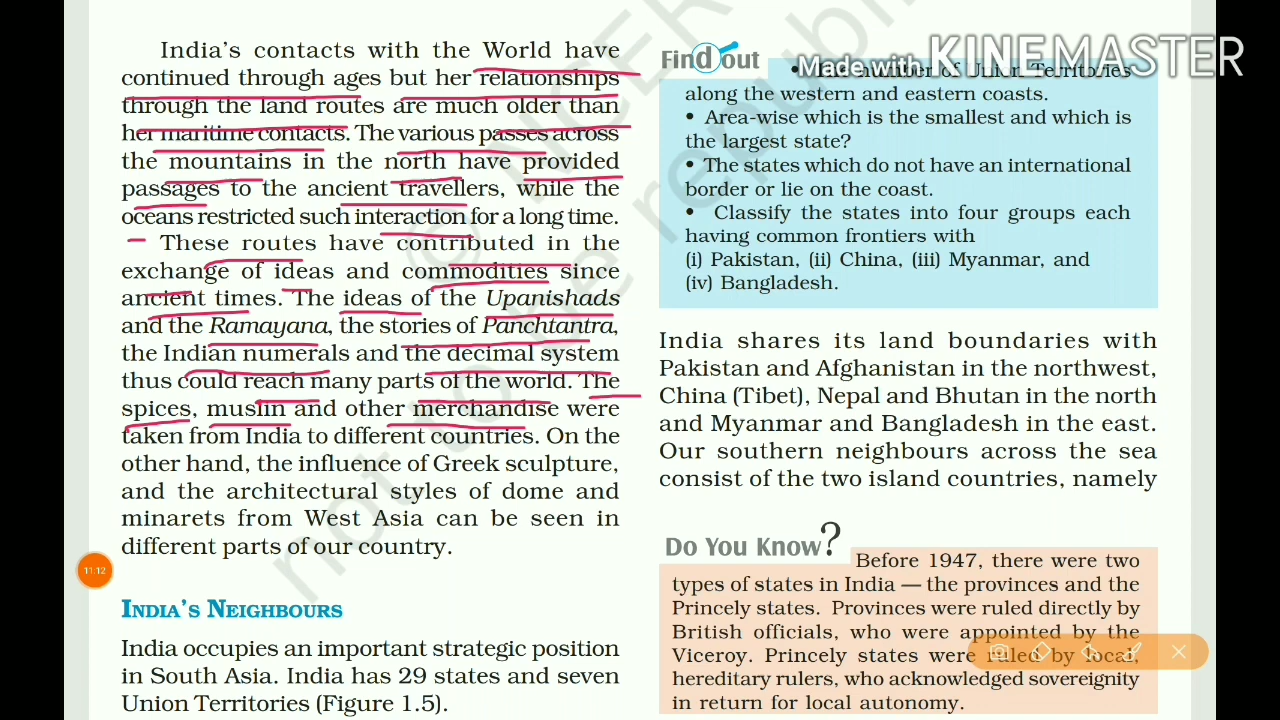 India's contacts with the World have
continued through ages but her relationships
through the land routes are much older than
her maritime contacts. The various passes across
the mountains in the north have provided
passages to the ancient travellers, while the
oceans restricted such interaction for a long time.
These routes have contributed in the
exchange of ideas and commodities since
ancient times. The ideas of the Upanishads
and the Ramayana, the stories of Panchtantra,
the Indian numerals and the decimal system
thus could reach many parts of the world. The
spices, muslin and other merchandise were
taken from India to different countries. On the
other hand, the influence of Greek sculpture,
and the architectural styles of dome and
minarets from West Asia can be seen in
different parts of our country.
11:12
INDIA'S NEIGHBOURS
India occupies an important strategic position
in South Asia. India has 29 states and seven
Union Territories (Figure 1.5).
Find out
Made with KINEMASTER
• number of Union Territories
along the western and eastern coasts.
• Area-wise which is the smallest and which is
the largest state?
• The states which do not have an international
border or lie on the coast.
• Classify the states into four groups each
having common frontiers with
(i) Pakistan, (ii) China, (iii) Myanmar, and
(iv) Bangladesh.
India shares its land boundaries with
Pakistan and Afghanistan in the northwest,
China (Tibet), Nepal and Bhutan in the north
and Myanmar and Bangladesh in the east.
Our southern neighbours across the sea
consist of the two island countries, namely
Do You Know?
Before 1947, there were two
types of states in India — the provinces and the
Princely states. Provinces were ruled directly by
British officials, who were appointed by the
Viceroy. Princely states were ruled by local,
hereditary rulers, who acknowledged sovereignty
in return for local autonomy.
© NCER
not to be republi